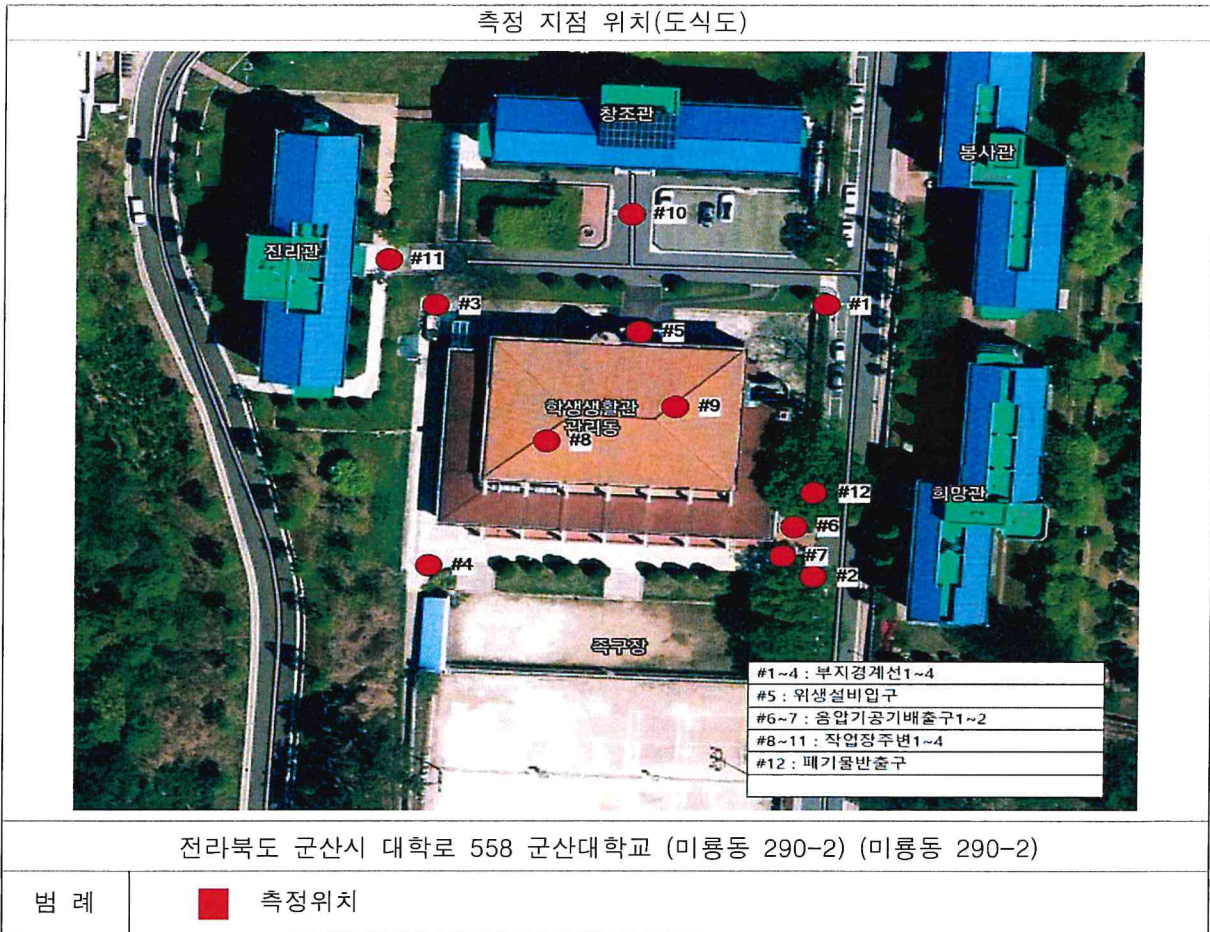 측정 지점 위치(도식도)
창조관
봉사관
#10
진리관
#11
#3
#1
#5
학생생활관
관리동
#9
#8
#12
희망관
#6
#7
#4
#2
족구장
#1~4 : 부지경계선1~4
#5 : 위생설비입구
#6~7 : 음압기공기배출구1~2
#8~11 : 작업장주변1~4
#12 : 폐기물반출구
전라북도 군산시 대학로 558 군산대학교 (미룡동 290-2) (미룡동 290-2)
범 례
측정위치